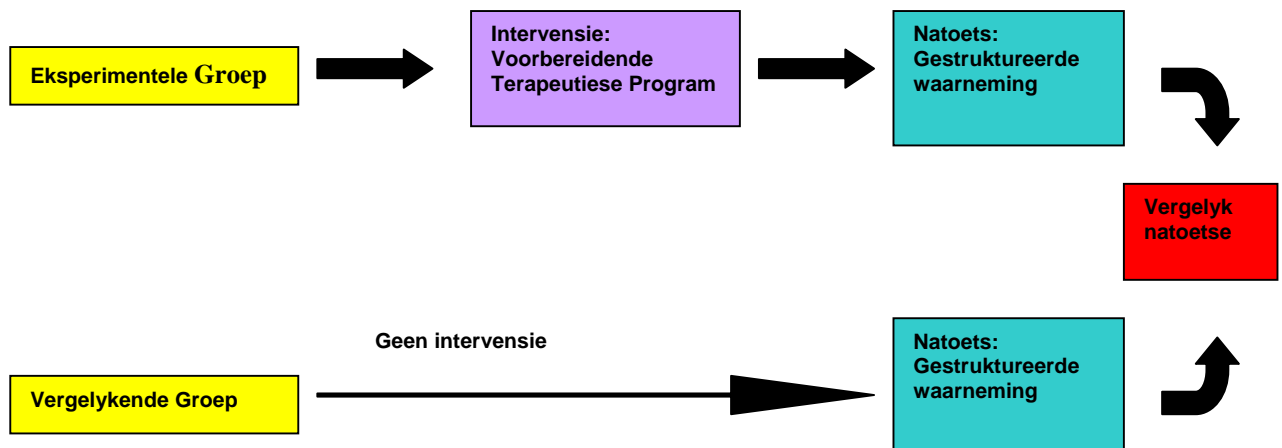 Eksperimentele Groep
Intervensie:
Voorbereidende
Terapeutiese Program
Natoets:
Gestruktureerde
waarneming
Vergelyk
natoetse
Geen intervensie
Vergelykende Groep
Natoets:
Gestruktureerde
waarneming